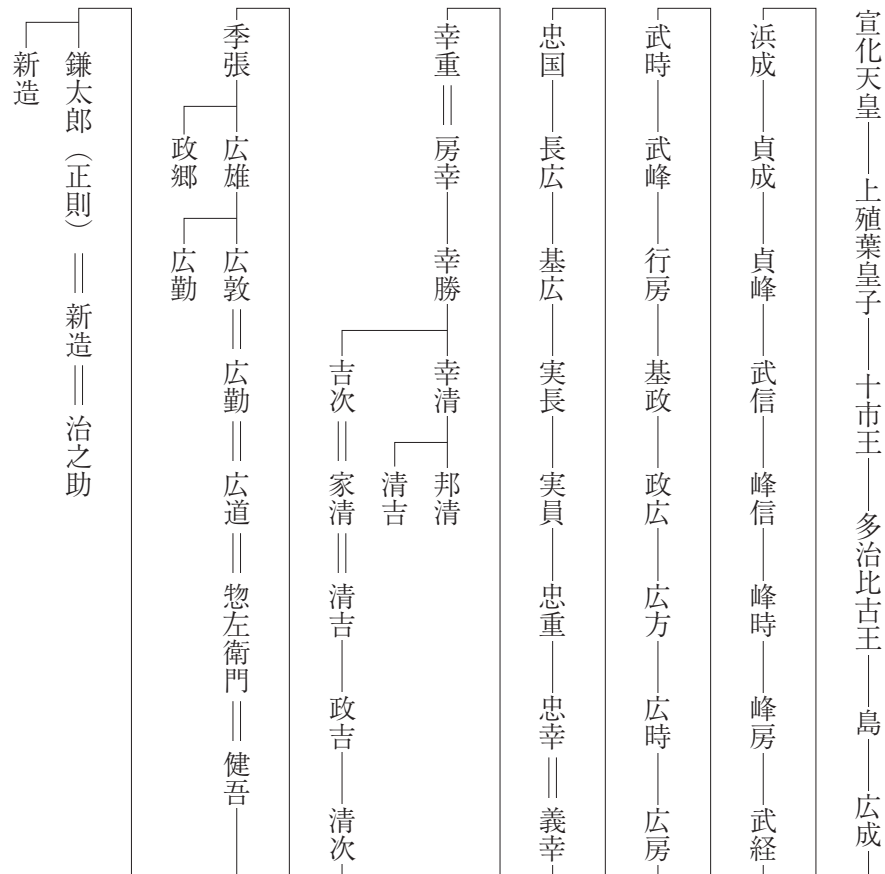 宣化天皇―上殖葉皇子―十市王―多治比古王―島―広成
浜成―貞成―貞峰―武信―峰信―峰時―峰房―武経
武時―武峰―行房―基政―政広―広方―広時―広房
忠国―長広―基広―実長―実員―忠重―忠幸＝義幸
幸重＝房幸―幸勝―幸清―邦清
清吉
吉次＝家清＝清吉―政吉―清次
季張―広雄―広敦＝広勤＝広道＝惣左衛門＝健吾
政郷
広勤
鎌太郎（正則）＝新造＝治之助
新造